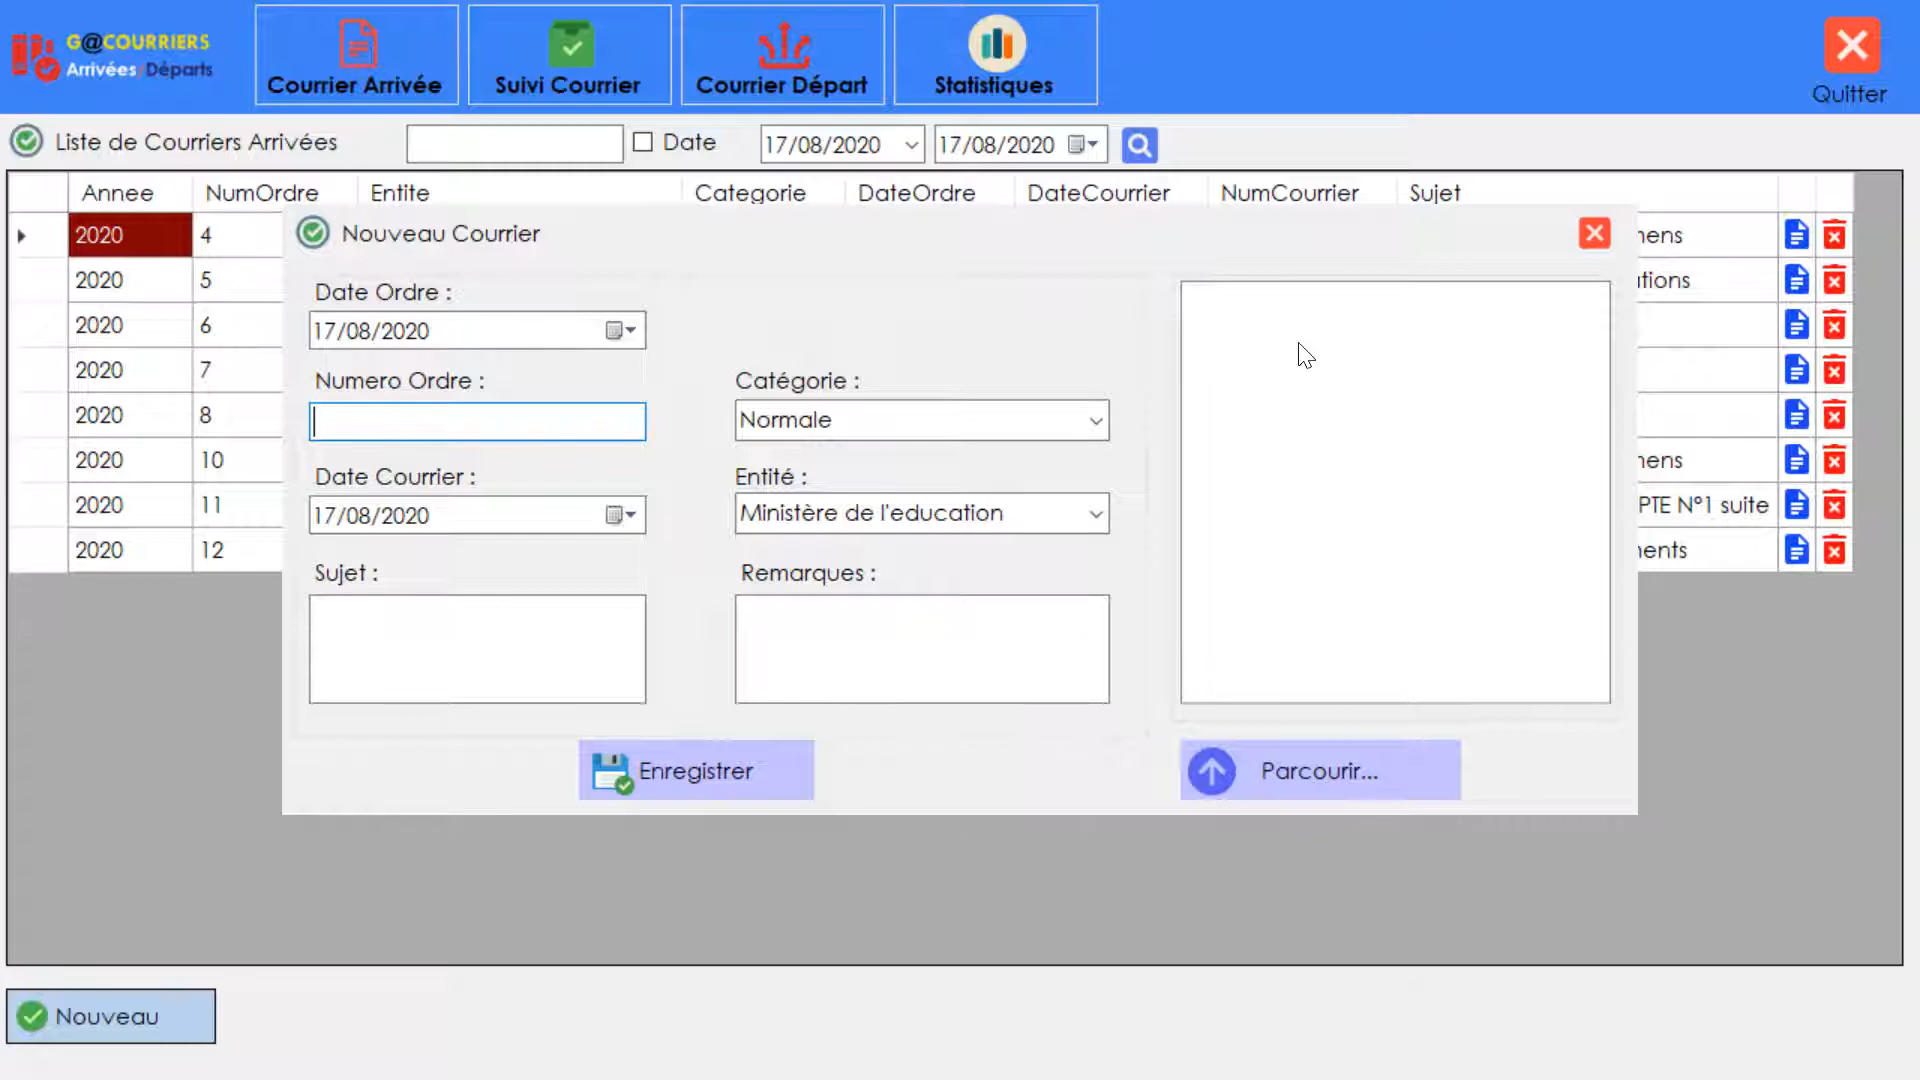 G@COURRIERS
Arrivées Départs
Courrier Arrivée
Suivi Courrier
Courrier Départ
Statistiques
Quitter
Liste de Courriers Arrivées
Date
17/08/2020
17/08/2020
Annee NumOrdre Entite Categorie DateOrdre DateCourrier NumCourrier Sujet
2020 4
2020 5
2020 6
2020 7
2020 8
2020 10
2020 11 PTE N°1 suite
2020 12
Nouveau Courrier
Date Ordre :
17/08/2020
Numero Ordre :
Catégorie :
Normale
Date Courrier :
17/08/2020
Entité :
Ministère de l'education
Sujet :
Remarques :
Enregistrer
Parcourir...
Nouveau